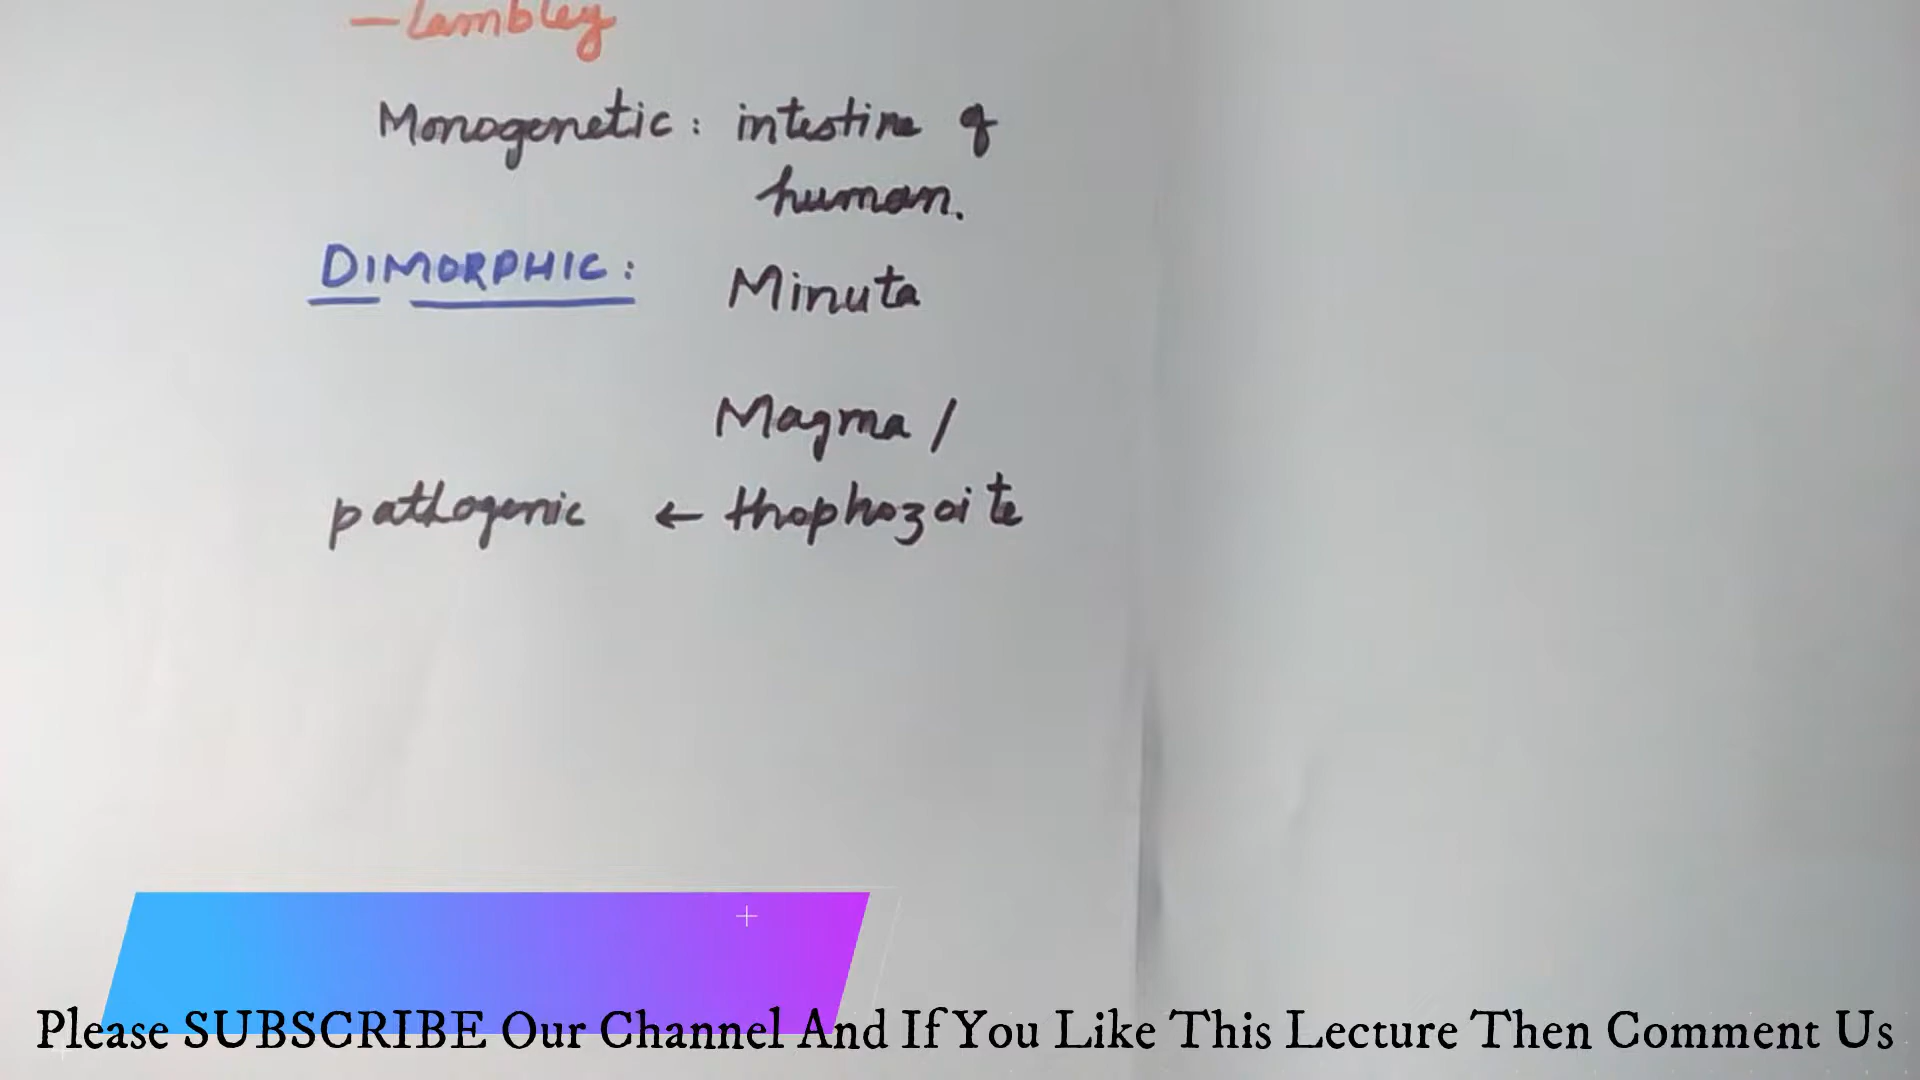 — Lambley
Monogenetic: intestine of
human.
DIMORPHIC: Minuta
Magma /
pathogenic ← thophozoite
Please SUBSCRIBE Our Channel And If You Like This Lecture Then Comment Us